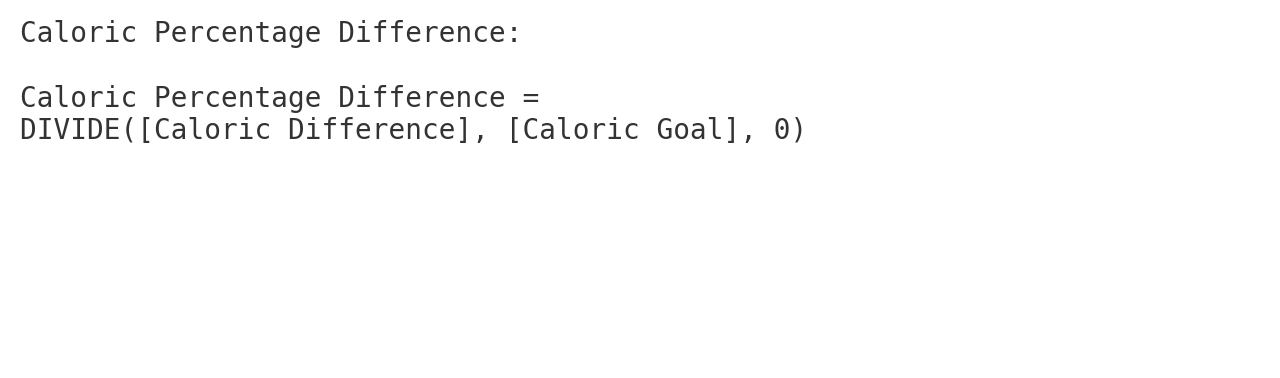 Caloric Percentage Difference:
Caloric Percentage Difference =
DIVIDE([Caloric Difference], [Caloric Goal], 0)